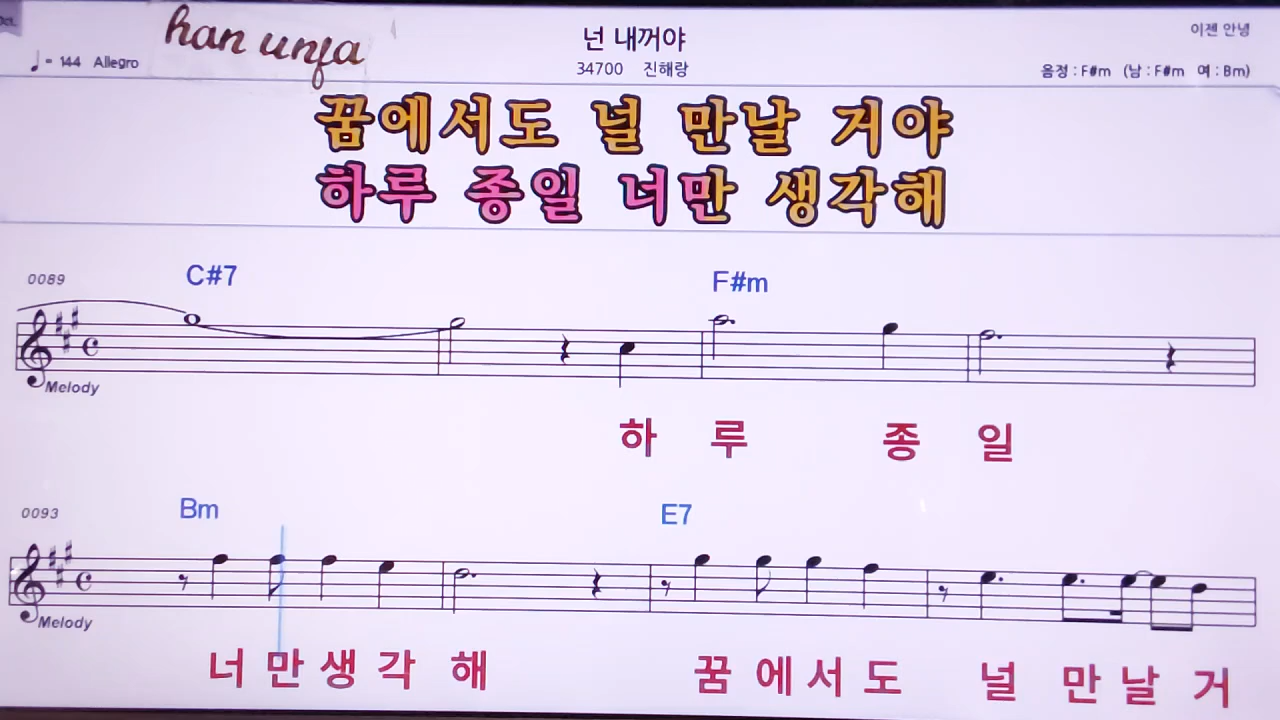 han unja
넌 내꺼야
이젠 안녕
♩= 144 Allegro
34700 진해랑
음정 : F#m (남 : F#m 여 : Bm)
꿈에서도 널 만날 거야
하루 종일 너만 생각해
0089 C#7 F#m
Melody
하 루 종 일
0093 Bm E7
Melody
너 만 생 각 해 꿈 에 서 도 널 만 날 거